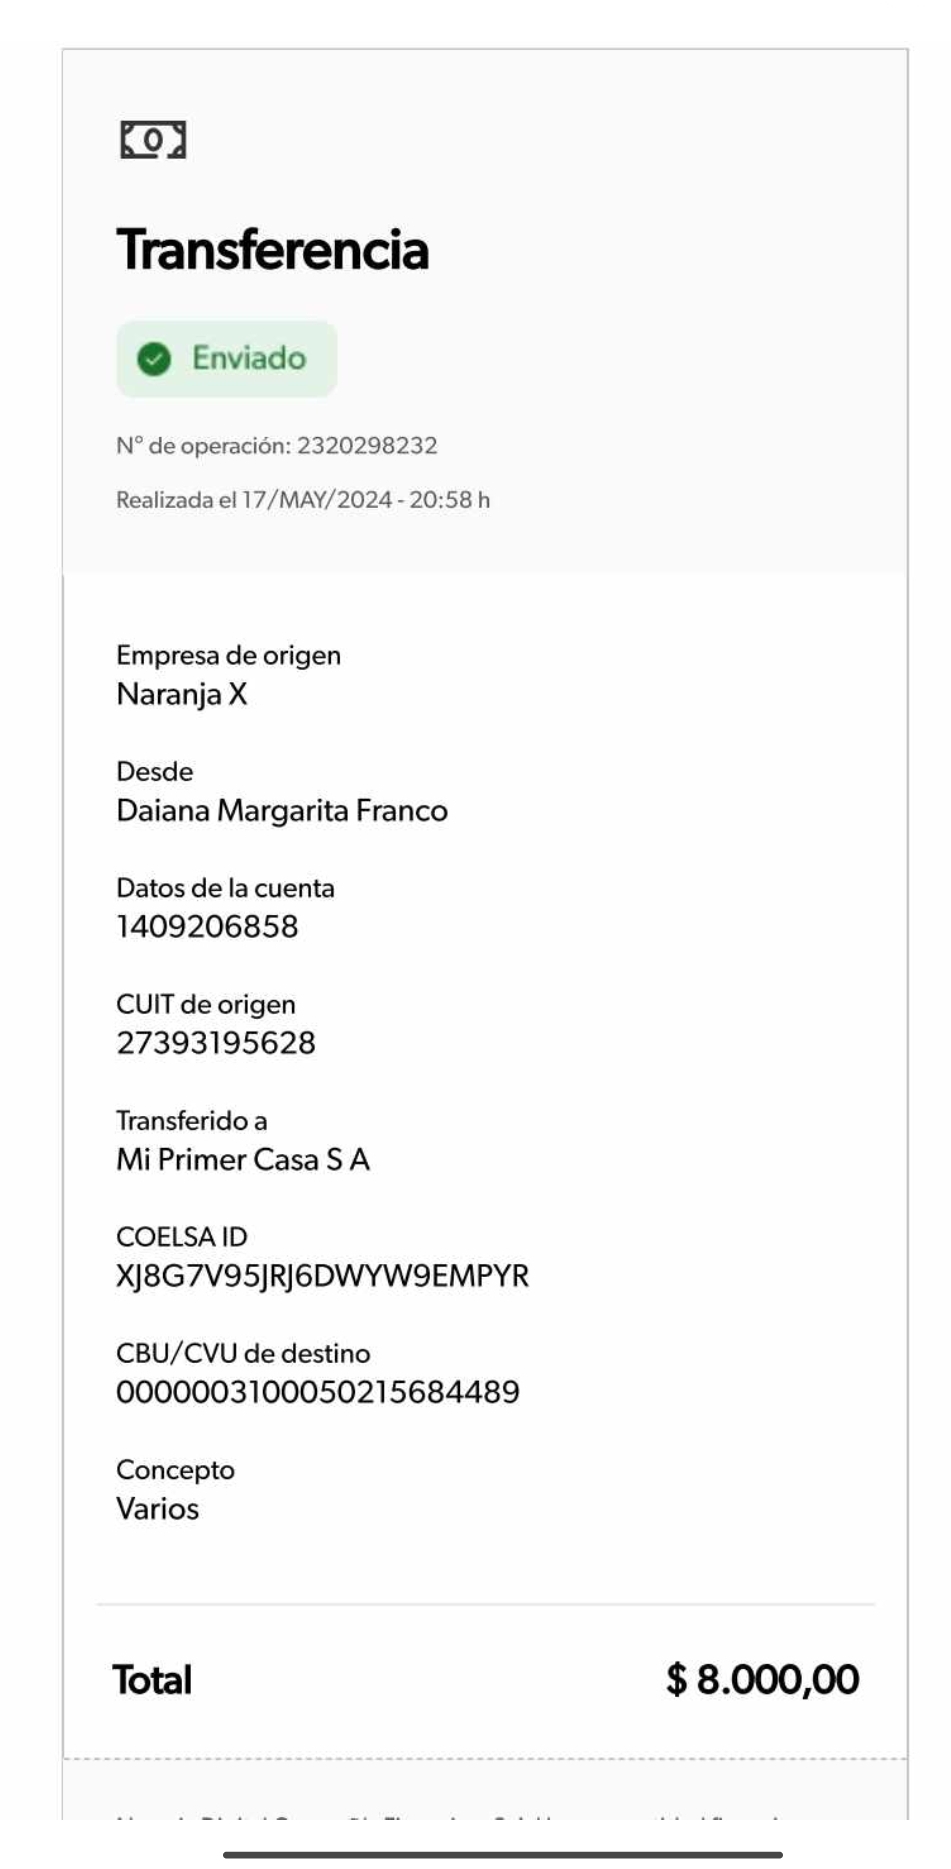 Transferencia
Enviado
N° de operación: 2320298232
Realizada el 17/MAY/2024 - 20:58 h
Empresa de origen
Naranja X
Desde
Daiana Margarita Franco
Datos de la cuenta
1409206858
CUIT de origen
27393195628
Transferido a
Mi Primer Casa S A
COELSA ID
XJ8G7V95JRJ6DWYW9EMPYR
CBU/CVU de destino
0000003100050215684489
Concepto
Varios
Total $ 8.000,00